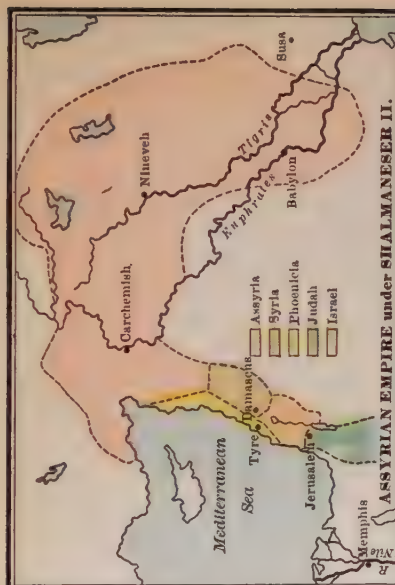 Susa
Tigris
Nineveh
Euphrates
Babylon
Carchemish
Assyria
Syria
Phoenicia
Judah
Israel
Damascus
Tyre
Mediterranean
Sea
Jerusalem
Memphis
R
Nile
ASSYRIAN EMPIRE under SHALMANESER II.